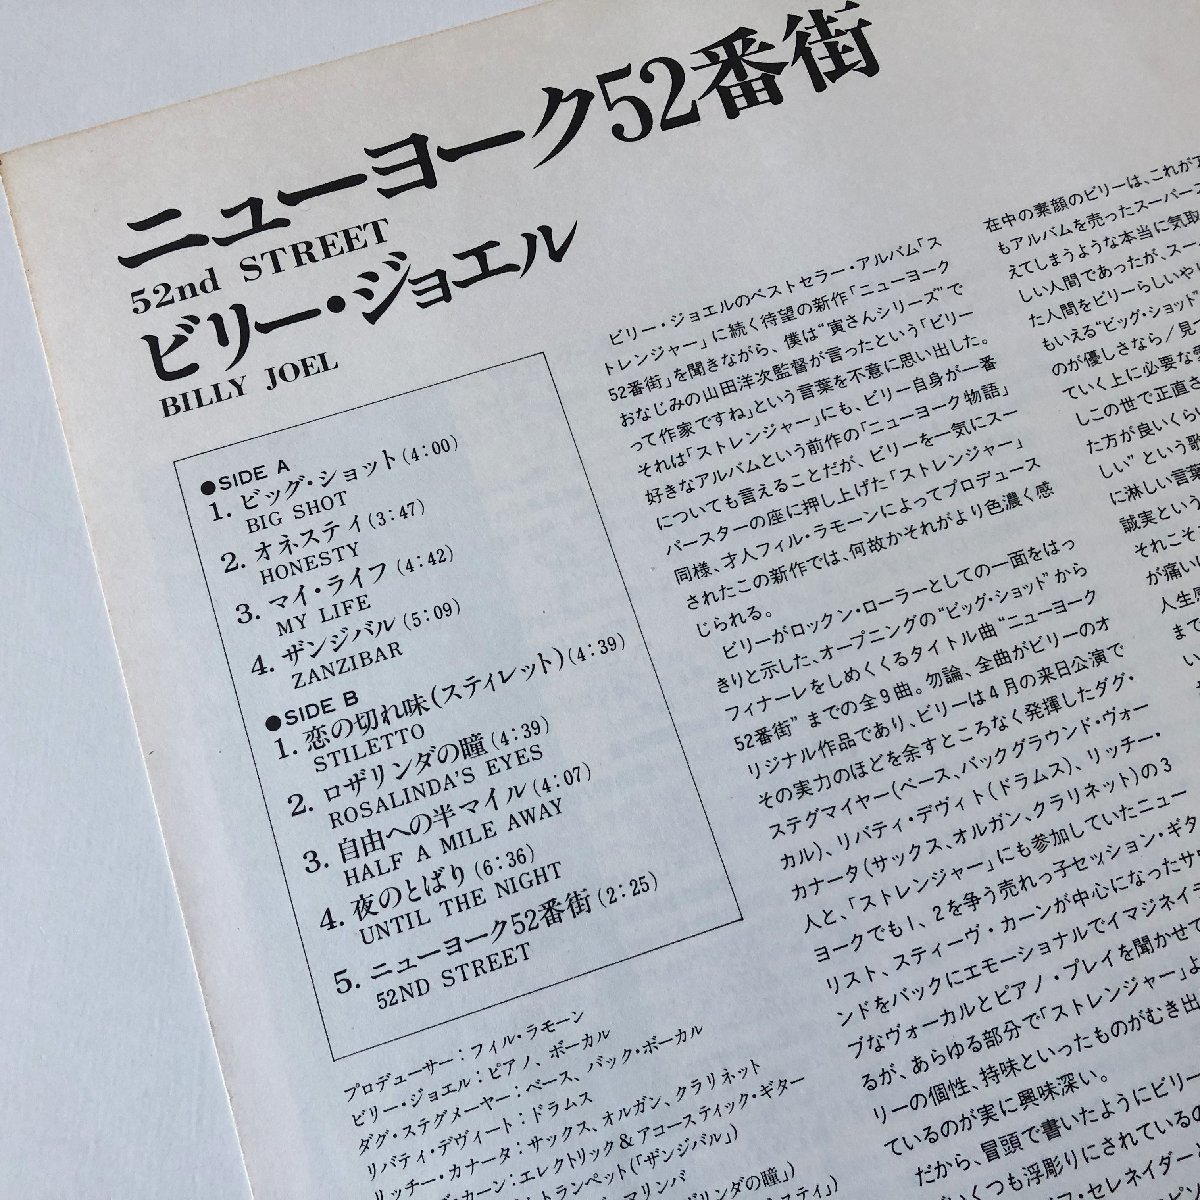 ニューヨーク52番街
52nd STREET
ビリー・ジョエル
BILLY JOEL
●SIDE A
1. ビッグ・ショット(4:00)
BIG SHOT
2. オネスティ(3:47)
HONESTY
3. マイ・ライフ(4:42)
MY LIFE
4. ザンジバル(5:09)
ZANZIBAR
●SIDE B
1. 恋の切れ味(スティレット)(4:39)
STILETTO
2. ロザリンダの瞳(4:39)
ROSALINDA'S EYES
3. 自由への半マイル(4:07)
HALF A MILE AWAY
4. 夜のとばり(6:36)
UNTIL THE NIGHT
5. ニューヨーク52番街(2:25)
52ND STREET
プロデューサー:フィル・ラモーン
ビリー・ジョエル:ピアノ、ボーカル
ダグ・ステグメーヤー:ベース、バック・ボーカル
リバティ・デヴィート:ドラムス
リッチー・カナータ:サックス、オルガン、クラリネット
カーン:エレクトリック&アコースティック・ギター
トランペット(「ザンジバル」)
マリンバ
リンダの瞳」)
スティ」)
ビリー・ジョエルのベストセラー・アルバム「ス
トレンジャー」に続く待望の新作「ニューヨーク
52番街」を聞きながら、僕は“寅さんシリーズ”で
おなじみの山田洋次監督が言ったという「ビリー
って作家ですね」という言葉を不意に思い出した。
それは「ストレンジャー」にも、ビリー自身が一番
好きなアルバムという前作の「ニューヨーク物語」
についても言えることだが、ビリーを一気にスー
パースターの座に押し上げた「ストレンジャー」
同様、才人フィル・ラモーンによってプロデュース
されたこの新作では、何故かそれがより色濃く感
じられる。
ビリーがロックン・ローラーとしての一面をはっ
きりと示した、オープニングの“ビッグ・ショッド”から
フィナーレをしめくくるタイトル曲“ニューヨーク
52番街”までの全9曲。勿論、全曲がビリーのオ
リジナル作品であり、ビリーは4月の来日公演で
その実力のほどを余すところなく発揮したダグ・
ステグマイヤー(ベース、バックグラウンド・ヴォー
カル)、リバティ・デヴィト(ドラムス)、リッチー・
カナータ(サックス、オルガン、クラリネット)の3
人と、「ストレンジャー」にも参加していたニュー
ヨークでも1、2を争う売れっ子セッション・ギタ
リスト、スティーヴ・カーンが中心になったサウ
ンドをバックにエモーショナルでイマジネイティ
ブなヴォーカルとピアノ・プレイを聞かせて
るが、あらゆる部分で「ストレンジャー」よ
リーの個性、持味といったものがむき出
ているのが実に興味深い。
だから、冒頭で書いたようにビリー
いつも浮彫りにされているの
・セレネイダーと
在中の素顔のビリーは、これが
もアルバムを売ったスーパー
えてしまうような本当に気取
しい人間であったが、スー
た人間をビリーらしいやし
もいえる“ビッグ・ショッド”
のが優しさなら/見つ
ていく上に必要な
しこの世で正直さ
た方が良いくら
しい”という歌
に淋しい言葉
誠実という
それこそ
が痛い
人生
まで
い